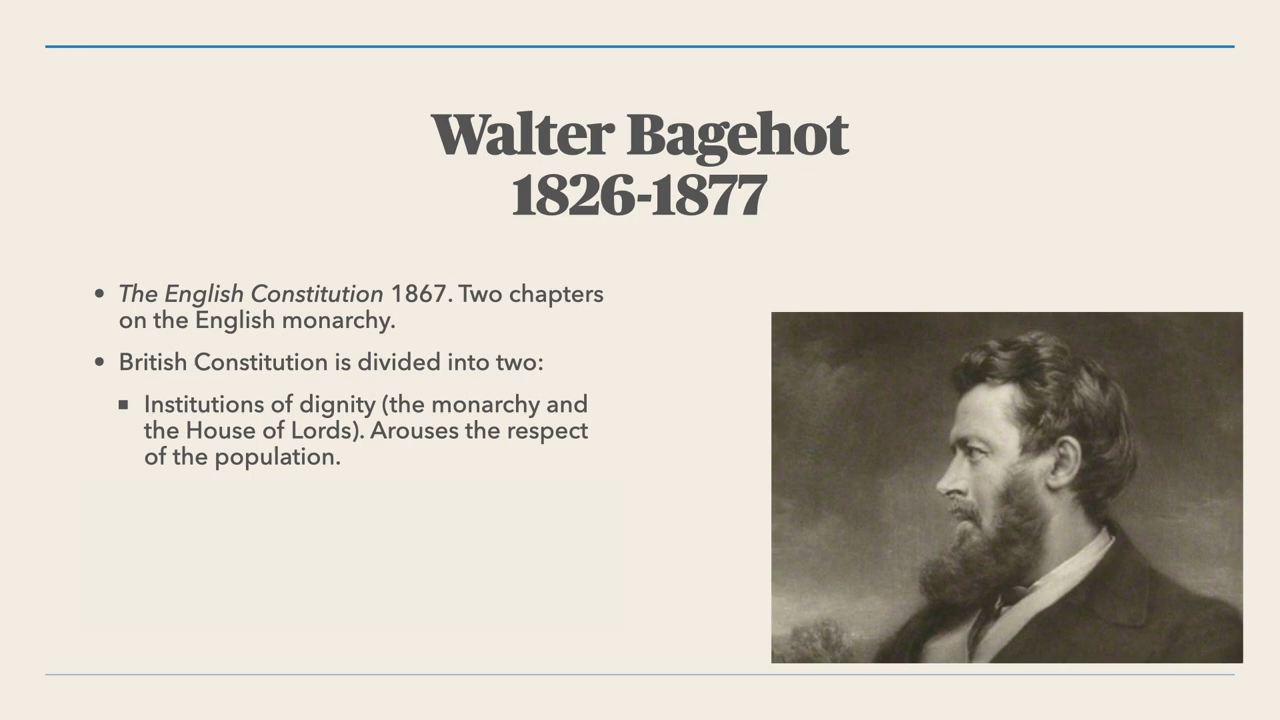 Walter Bagehot
1826-1877
• The English Constitution 1867. Two chapters
on the English monarchy.
• British Constitution is divided into two:
▪ Institutions of dignity (the monarchy and
the House of Lords). Arouses the respect
of the population.